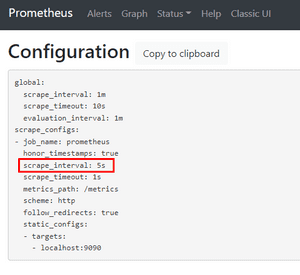 Prometheus Alerts Graph Status Help Classic UI
Configuration Copy to clipboard
global:
  scrape_interval: 1m
  scrape_timeout: 10s
  evaluation_interval: 1m
scrape_configs:
- job_name: prometheus
  honor_timestamps: true
  scrape_interval: 5s
  scrape_timeout: 1s
  metrics_path: /metrics
  scheme: http
  follow_redirects: true
  static_configs:
  - targets:
    - localhost:9090